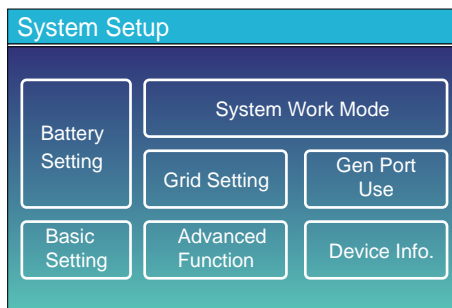 System Setup
System Work Mode
Battery
Setting
Grid Setting
Gen Port
Use
Basic
Setting
Advanced
Function
Device Info.